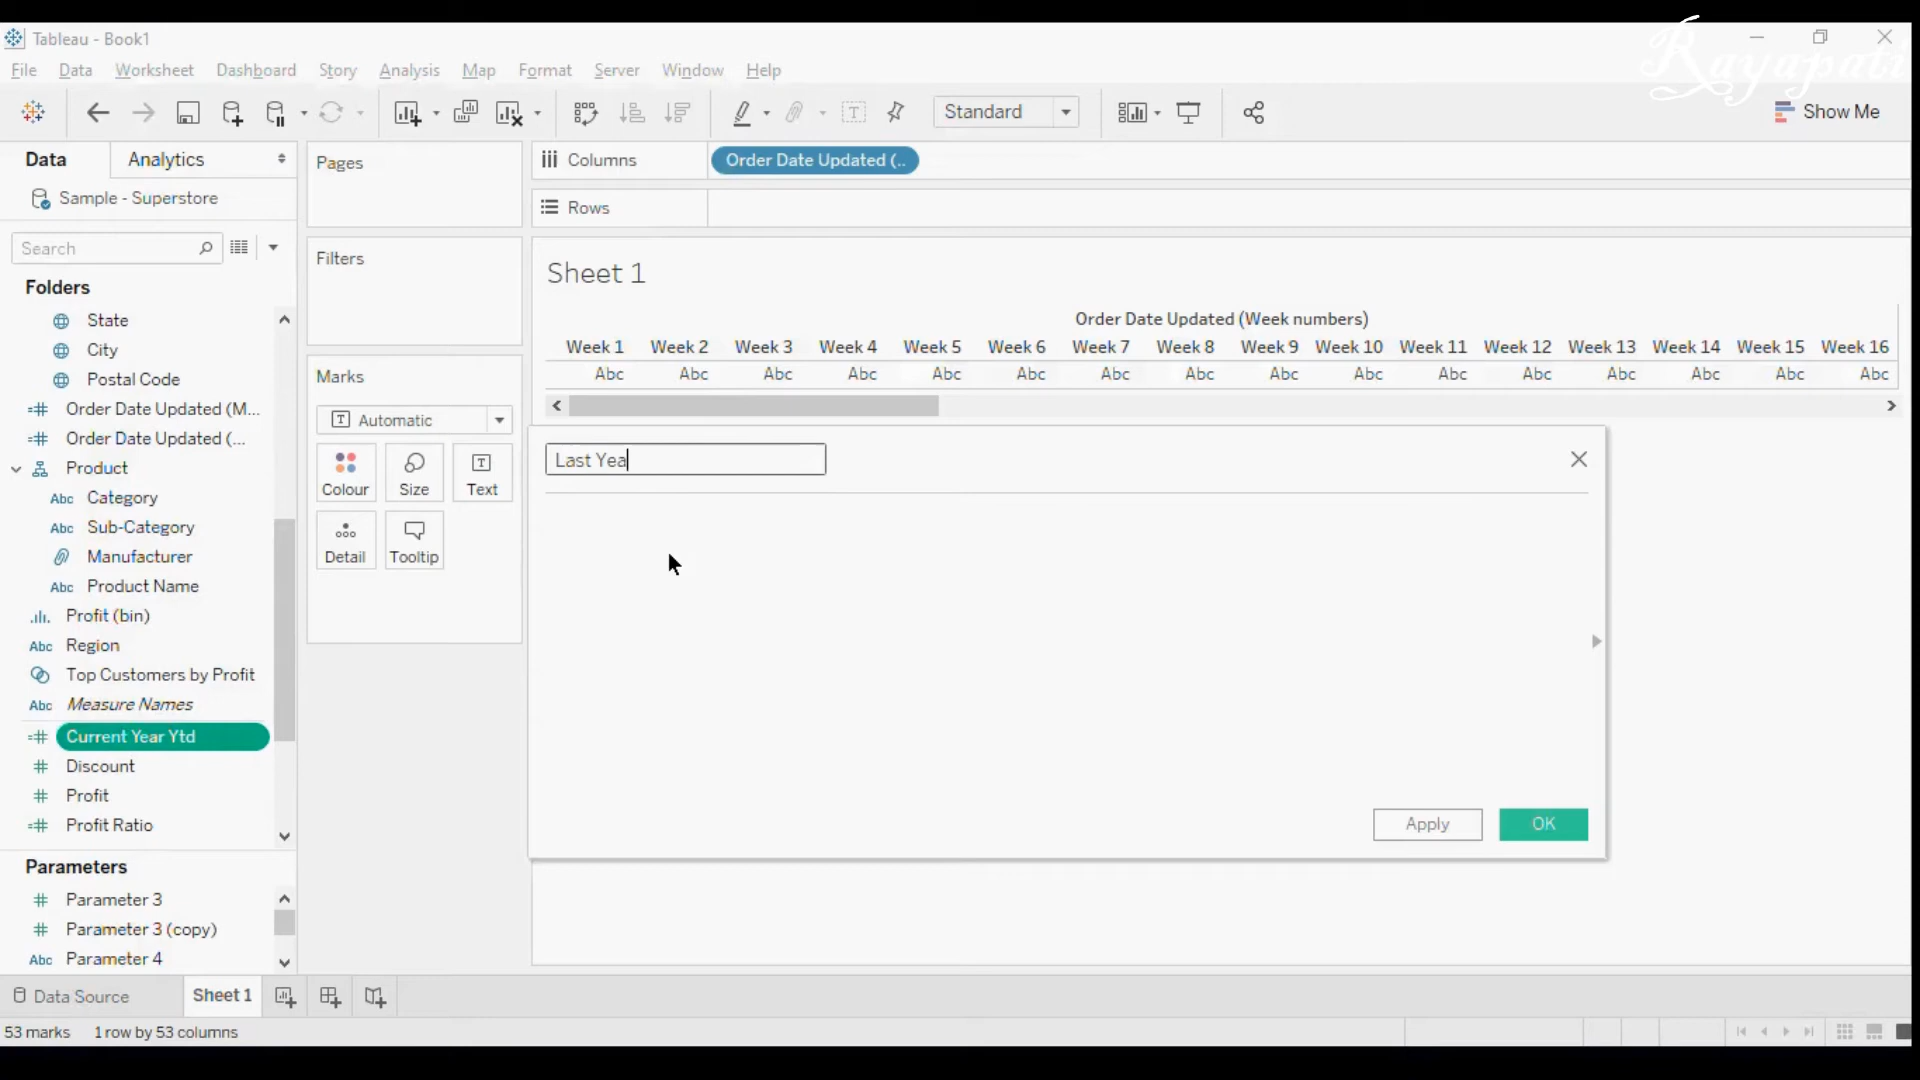 Rayapati
Tableau - Book1
File Data Worksheet Dashboard Story Analysis Map Format Server Window Help
Standard
Show Me
Data
Analytics
Sample - Superstore
Search
Folders
State
City
Postal Code
Order Date Updated (M...
Order Date Updated (...
Product
Abc Category
Abc Sub-Category
Manufacturer
Abc Product Name
Profit (bin)
Abc Region
Top Customers by Profit
Abc Measure Names
=# Current Year Ytd
# Discount
# Profit
=# Profit Ratio
Parameters
# Parameter 3
# Parameter 3 (copy)
Abc Parameter 4
Pages
Filters
Marks
Automatic
Colour Size Text
Detail Tooltip
Columns
Order Date Updated (..
Rows
Sheet 1
Order Date Updated (Week numbers)
Week 1 Week 2 Week 3 Week 4 Week 5 Week 6 Week 7 Week 8 Week 9 Week 10 Week 11 Week 12 Week 13 Week 14 Week 15 Week 16
Abc Abc Abc Abc Abc Abc Abc Abc Abc Abc Abc Abc Abc Abc Abc Abc
Last Yea
Apply
OK
Data Source
Sheet 1
53 marks 1 row by 53 columns